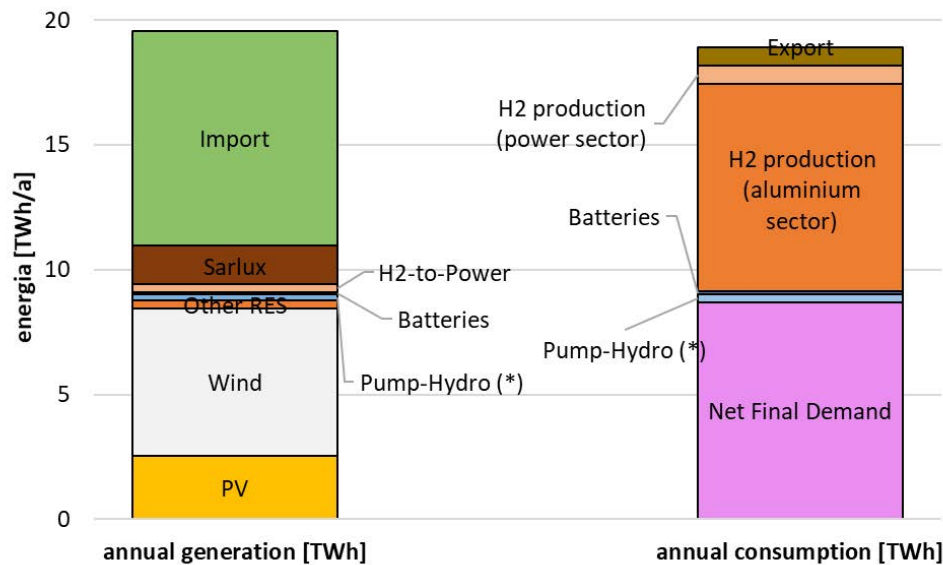 20
15
10
5
0
energia [TWh/a]
Import
Sarlux
Other RES
Wind
PV
H2-to-Power
Batteries
Pump-Hydro (*)
annual generation [TWh]
Export
H2 production
(power sector)
H2 production
(aluminium
sector)
Batteries
Pump-Hydro (*)
Net Final Demand
annual consumption [TWh]